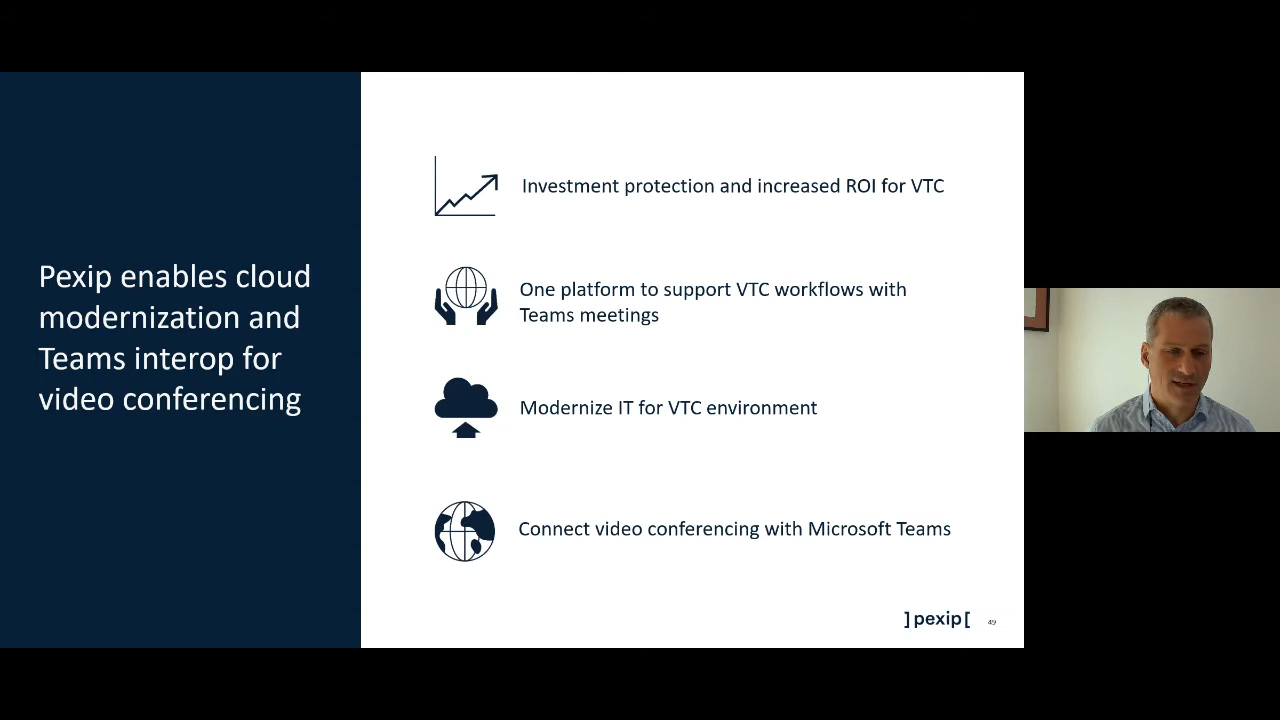 Pexip enables cloud
modernization and
Teams interop for
video conferencing
Investment protection and increased ROI for VTC
One platform to support VTC workflows with
Teams meetings
Modernize IT for VTC environment
Connect video conferencing with Microsoft Teams
]pexip[
49